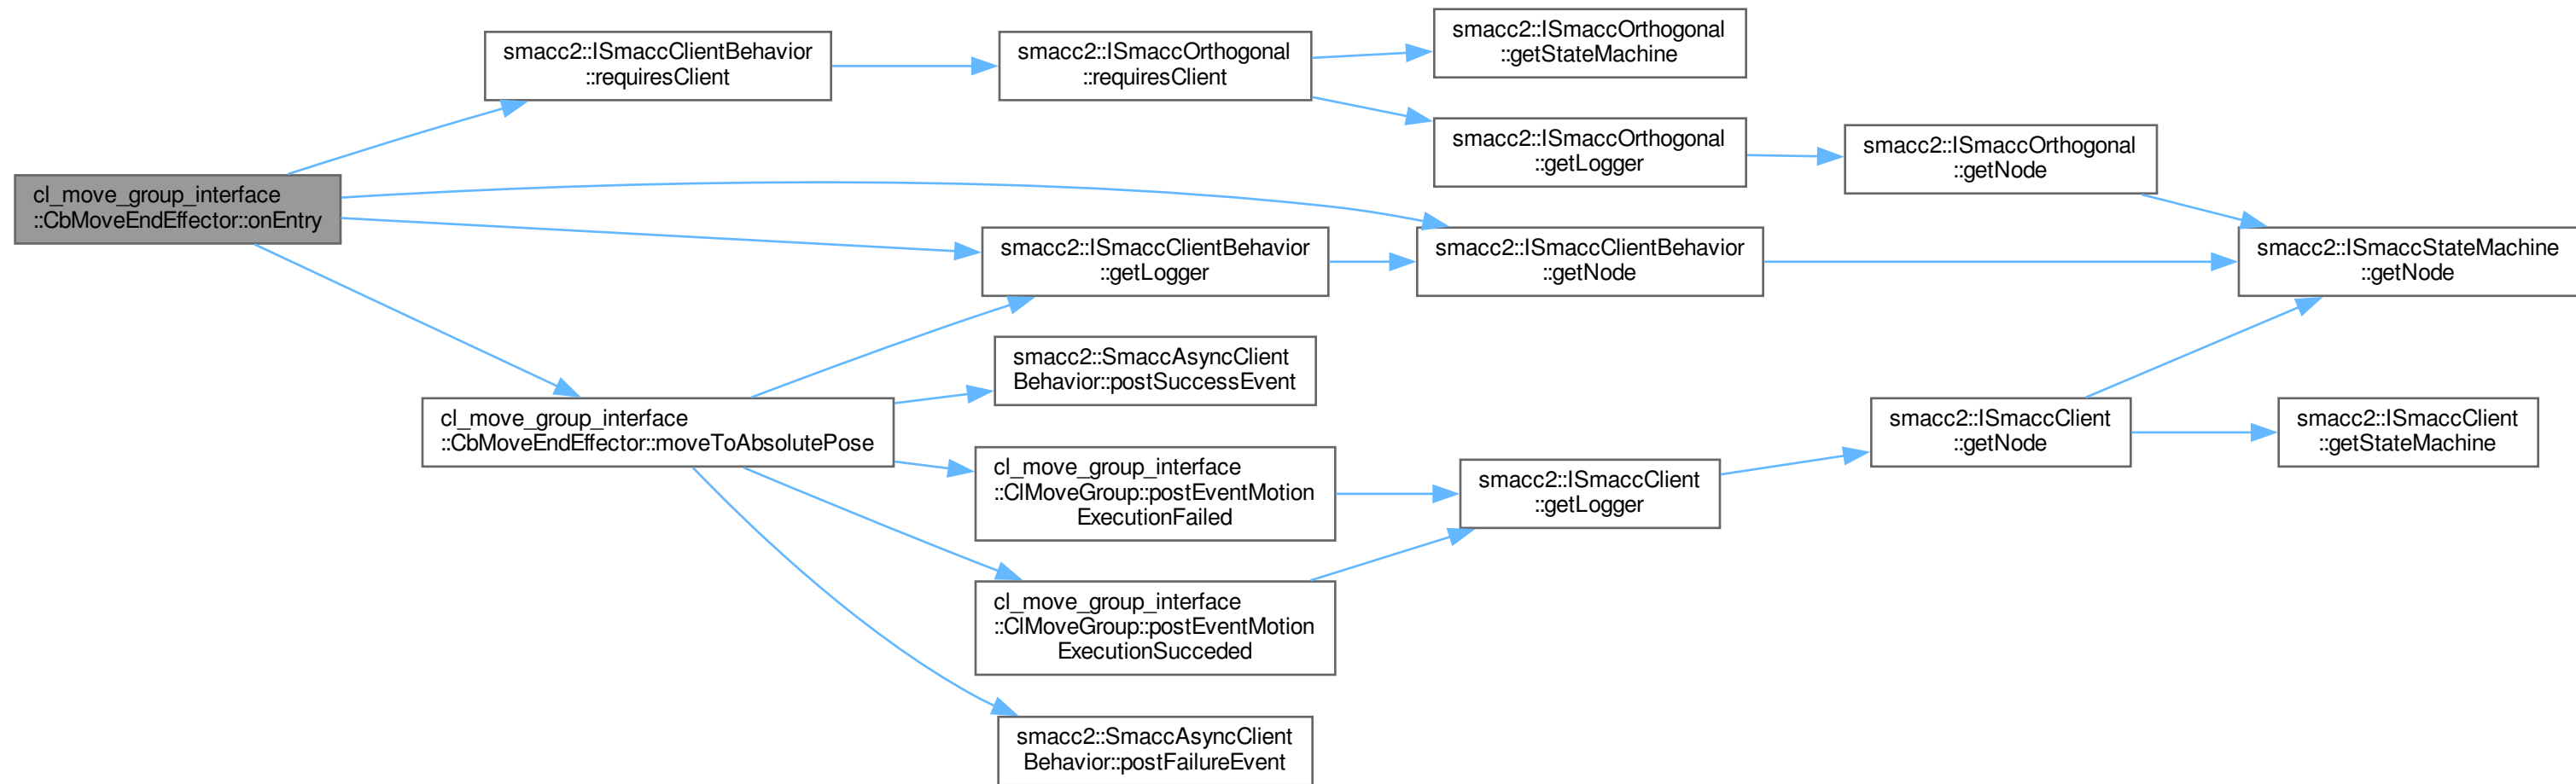 cl_move_group_interface
::CbMoveEndEffector::onEntry
smacc2::ISmaccClientBehavior
::requiresClient
smacc2::ISmaccOrthogonal
::requiresClient
smacc2::ISmaccOrthogonal
::getStateMachine
smacc2::ISmaccOrthogonal
::getLogger
smacc2::ISmaccOrthogonal
::getNode
smacc2::ISmaccStateMachine
::getNode
smacc2::ISmaccClientBehavior
::getLogger
smacc2::ISmaccClientBehavior
::getNode
cl_move_group_interface
::CbMoveEndEffector::moveToAbsolutePose
smacc2::SmaccAsyncClient
Behavior::postSuccessEvent
cl_move_group_interface
::ClMoveGroup::postEventMotion
ExecutionFailed
smacc2::ISmaccClient
::getLogger
smacc2::ISmaccClient
::getNode
smacc2::ISmaccClient
::getStateMachine
cl_move_group_interface
::ClMoveGroup::postEventMotion
ExecutionSucceded
smacc2::SmaccAsyncClient
Behavior::postFailureEvent